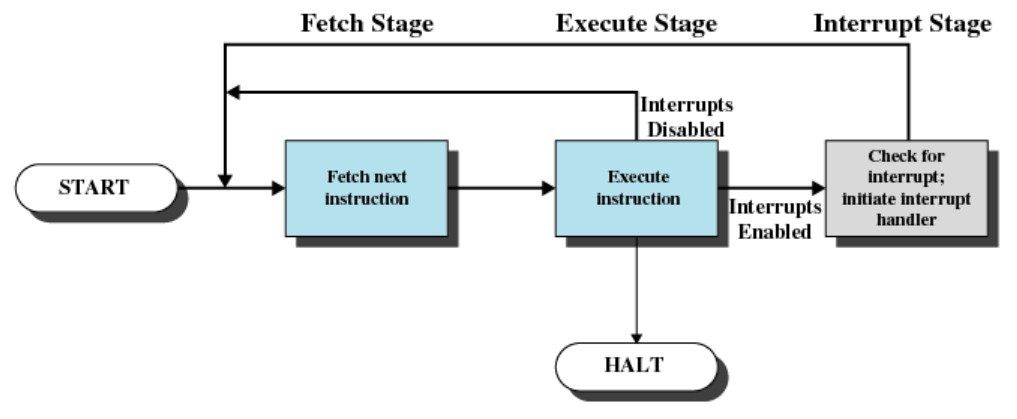 Fetch Stage
Execute Stage
Interrupt Stage
Interrupts
Disabled
START
Fetch next
instruction
Execute
instruction
Interrupts
Enabled
Check for
interrupt;
initiate interrupt
handler
HALT